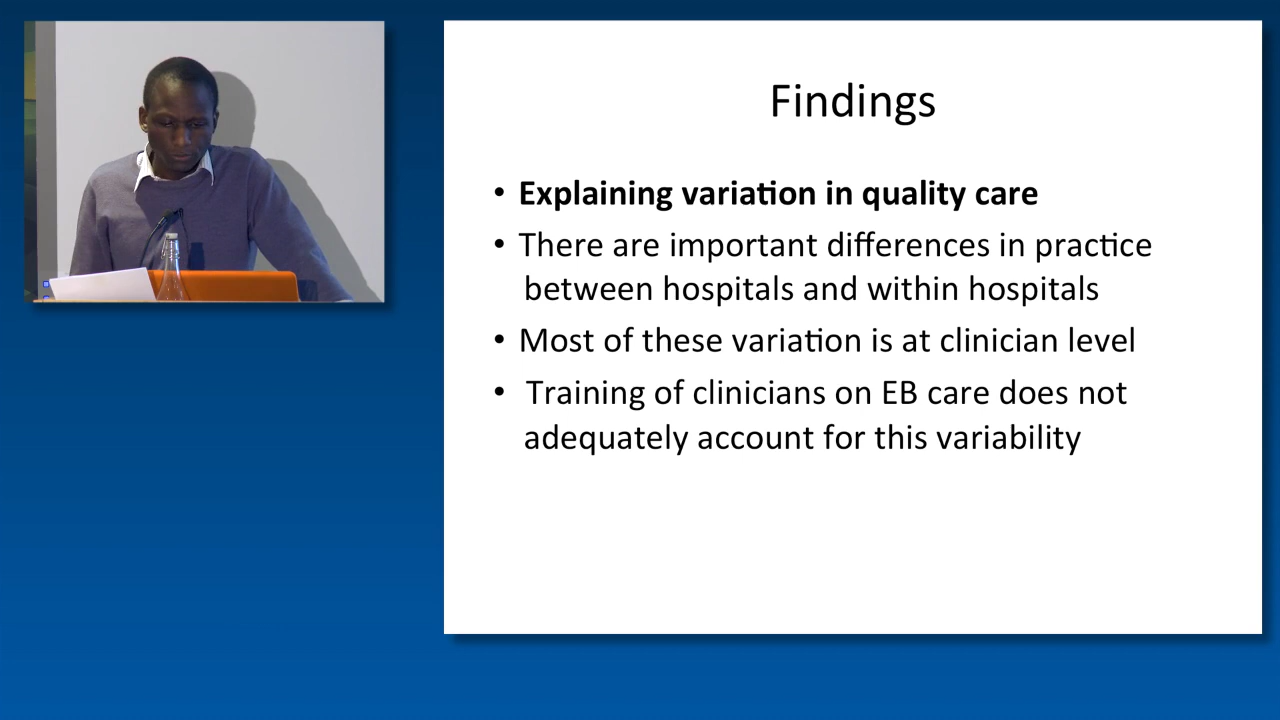 Findings
• Explaining variation in quality care
• There are important differences in practice
between hospitals and within hospitals
• Most of these variation is at clinician level
• Training of clinicians on EB care does not
adequately account for this variability